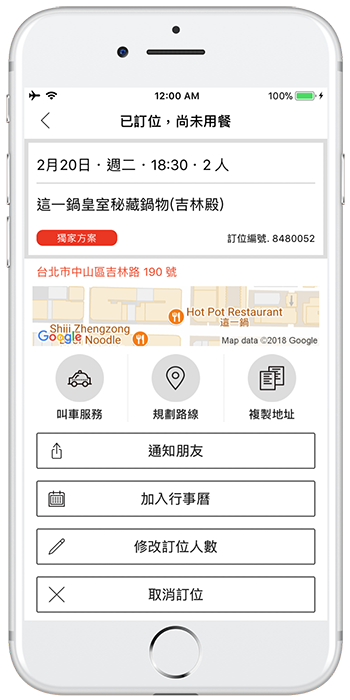 12:00 AM
100%
已訂位，尚未用餐
2月20日．週二．18:30．2 人
這一鍋皇室秘藏鍋物(吉林殿)
獨家方案
訂位編號. 8480052
台北市中山區吉林路 190 號
Hot Pot Restaurant
這一鍋
Shiji Zhengzong
Beef Noodle
Google
Map data ©2018 Google
叫車服務
規劃路線
複製地址
通知朋友
加入行事曆
修改訂位人數
取消訂位